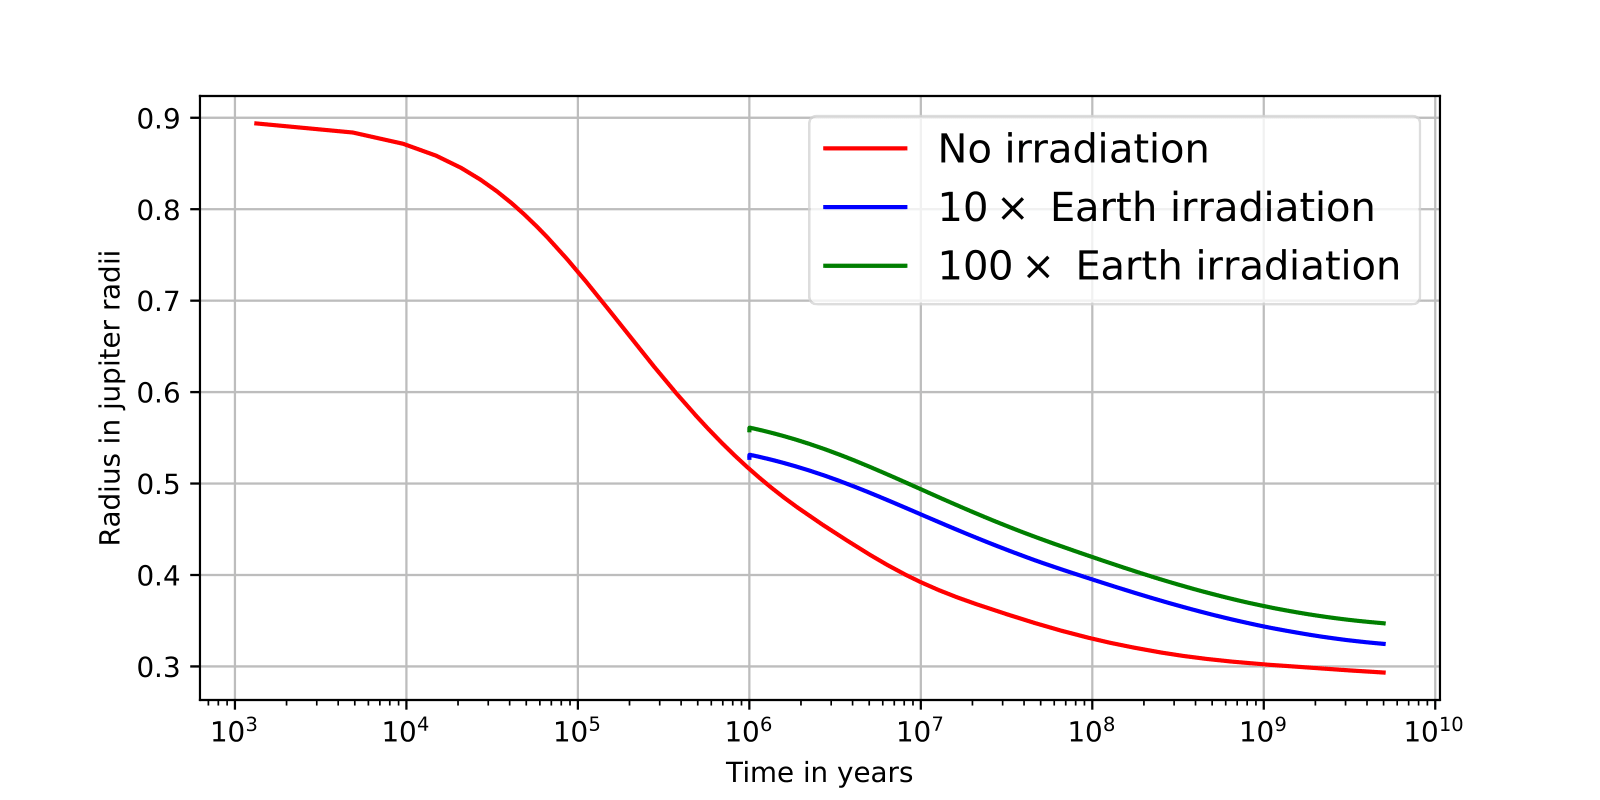 0.9
0.8
0.7
0.6
0.5
0.4
0.3
Radius in jupiter radii
No irradiation
10 × Earth irradiation
100 × Earth irradiation
10³ 10⁴ 10⁵ 10⁶ 10⁷ 10⁸ 10⁹ 10¹⁰
Time in years